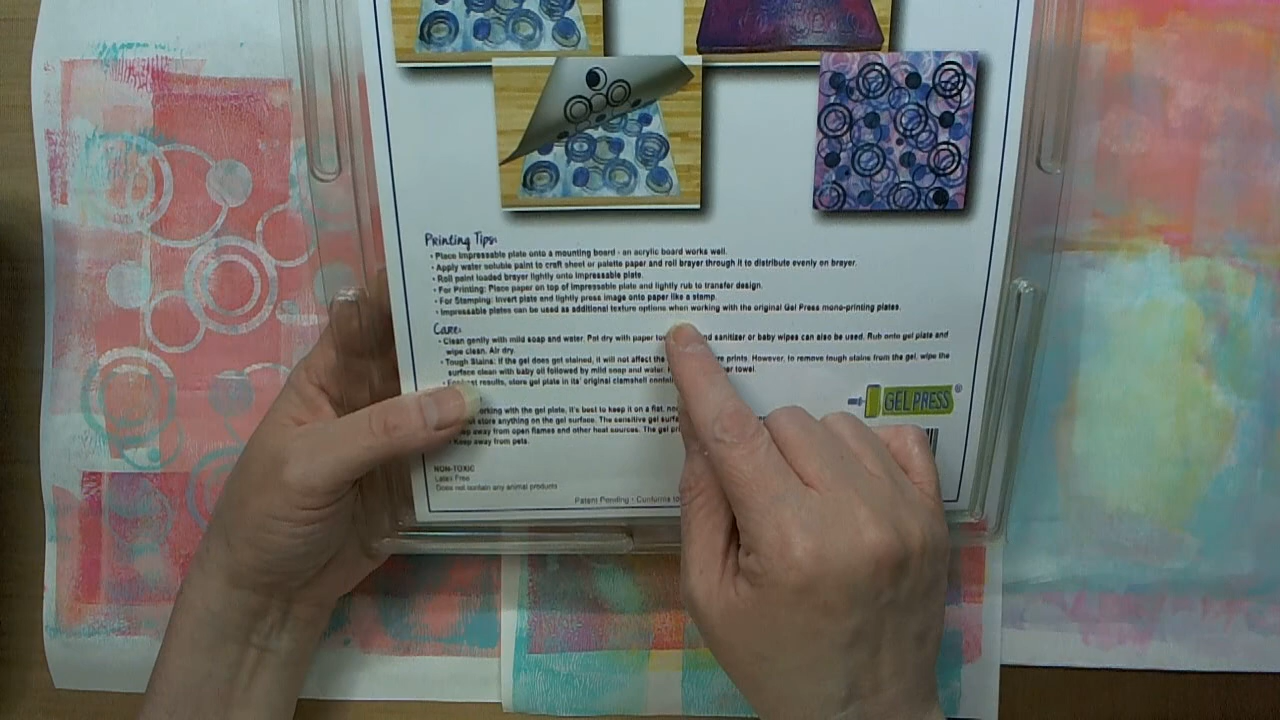 Printing Tips:
• Place impressable plate onto a mounting board - an acrylic board works well.
• Apply water soluble paint to craft sheet or palette paper and roll brayer through it to distribute evenly on brayer.
• Roll paint loaded brayer lightly onto impressable plate.
• For Printing: Place paper on top of impressable plate and lightly rub to transfer design.
• For Stamping: Invert plate and lightly press image onto paper like a stamp.
• Impressable plates can be used as additional texture options when working with the original Gel Press mono-printing plates.
Care:
• Clean gently with mild soap and water. Pat dry with paper sanitizer or baby wipes can also be used. Rub onto gel plate and
wipe clean. Air dry.
• Tough Stains: If the gel does get stained, it will not affect the prints. However, to remove tough stains from the gel, wipe the
surface clean with baby oil followed by mild soap and water. towel.
results, store gel plate in its' original clamshell
GEL PRESS®
working with the gel plate, it's best to keep it on a flat,
store anything on the gel surface. The sensitive gel
away from open flames and other heat sources. The gel
Keep away from pets.
NON-TOXIC
Latex Free
Does not contain any animal products
Patent Pending • Conforms to